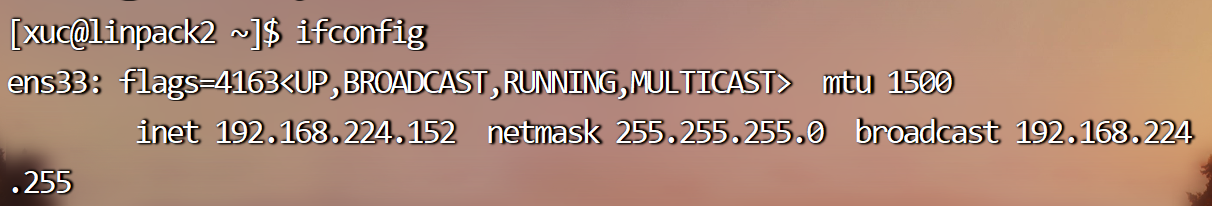 [xuc@linpack2 ~]$ ifconfig
ens33: flags=4163<UP,BROADCAST,RUNNING,MULTICAST>  mtu 1500
        inet 192.168.224.152  netmask 255.255.255.0  broadcast 192.168.224
.255